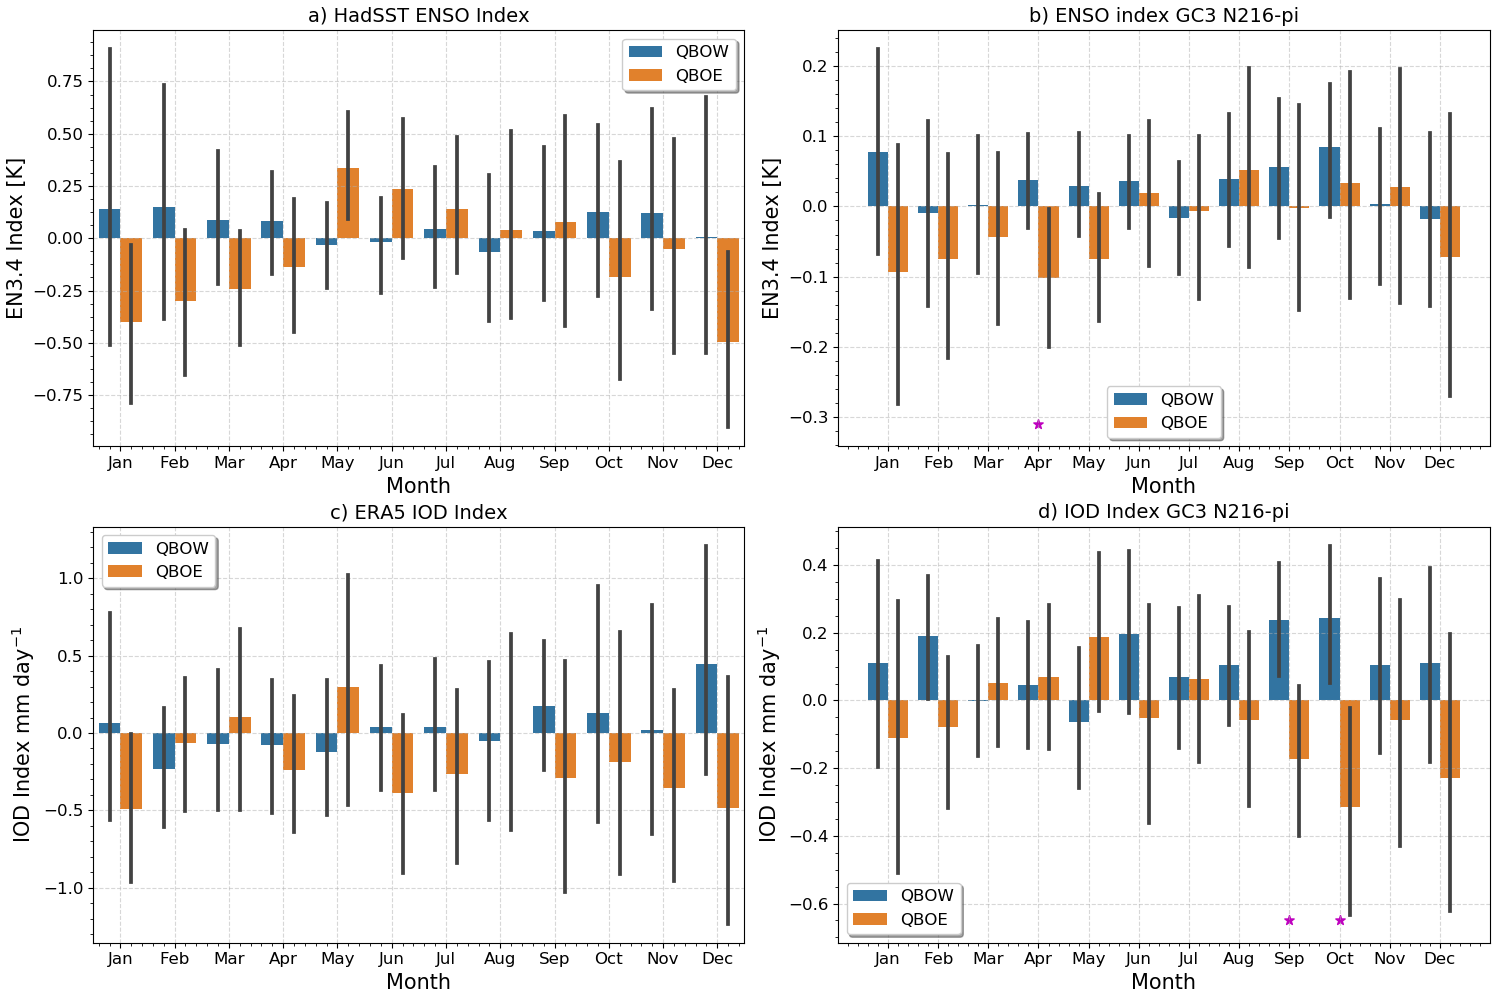 a) HadSST ENSO Index
EN3.4 Index [K]
0.75
0.50
0.25
0.00
−0.25
−0.50
−0.75
QBOW
QBOE
Jan Feb Mar Apr May Jun Jul Aug Sep Oct Nov Dec
Month
b) ENSO index GC3 N216-pi
EN3.4 Index [K]
0.2
0.1
0.0
−0.1
−0.2
−0.3
QBOW
QBOE
Jan Feb Mar Apr May Jun Jul Aug Sep Oct Nov Dec
Month
c) ERA5 IOD Index
IOD Index mm day⁻¹
1.0
0.5
0.0
−0.5
−1.0
QBOW
QBOE
Jan Feb Mar Apr May Jun Jul Aug Sep Oct Nov Dec
Month
d) IOD Index GC3 N216-pi
IOD Index mm day⁻¹
0.4
0.2
0.0
−0.2
−0.4
−0.6
QBOW
QBOE
Jan Feb Mar Apr May Jun Jul Aug Sep Oct Nov Dec
Month